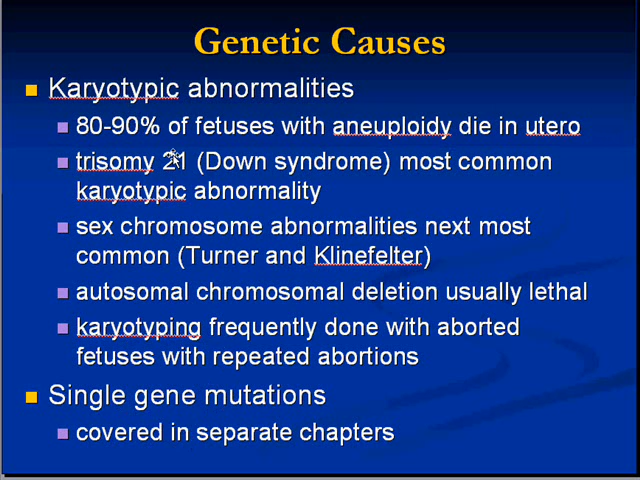 Genetic Causes
Karyotypic abnormalities
80-90% of fetuses with aneuploidy die in utero
trisomy 21 (Down syndrome) most common
karyotypic abnormality
sex chromosome abnormalities next most
common (Turner and Klinefelter)
autosomal chromosomal deletion usually lethal
karyotyping frequently done with aborted
fetuses with repeated abortions
Single gene mutations
covered in separate chapters